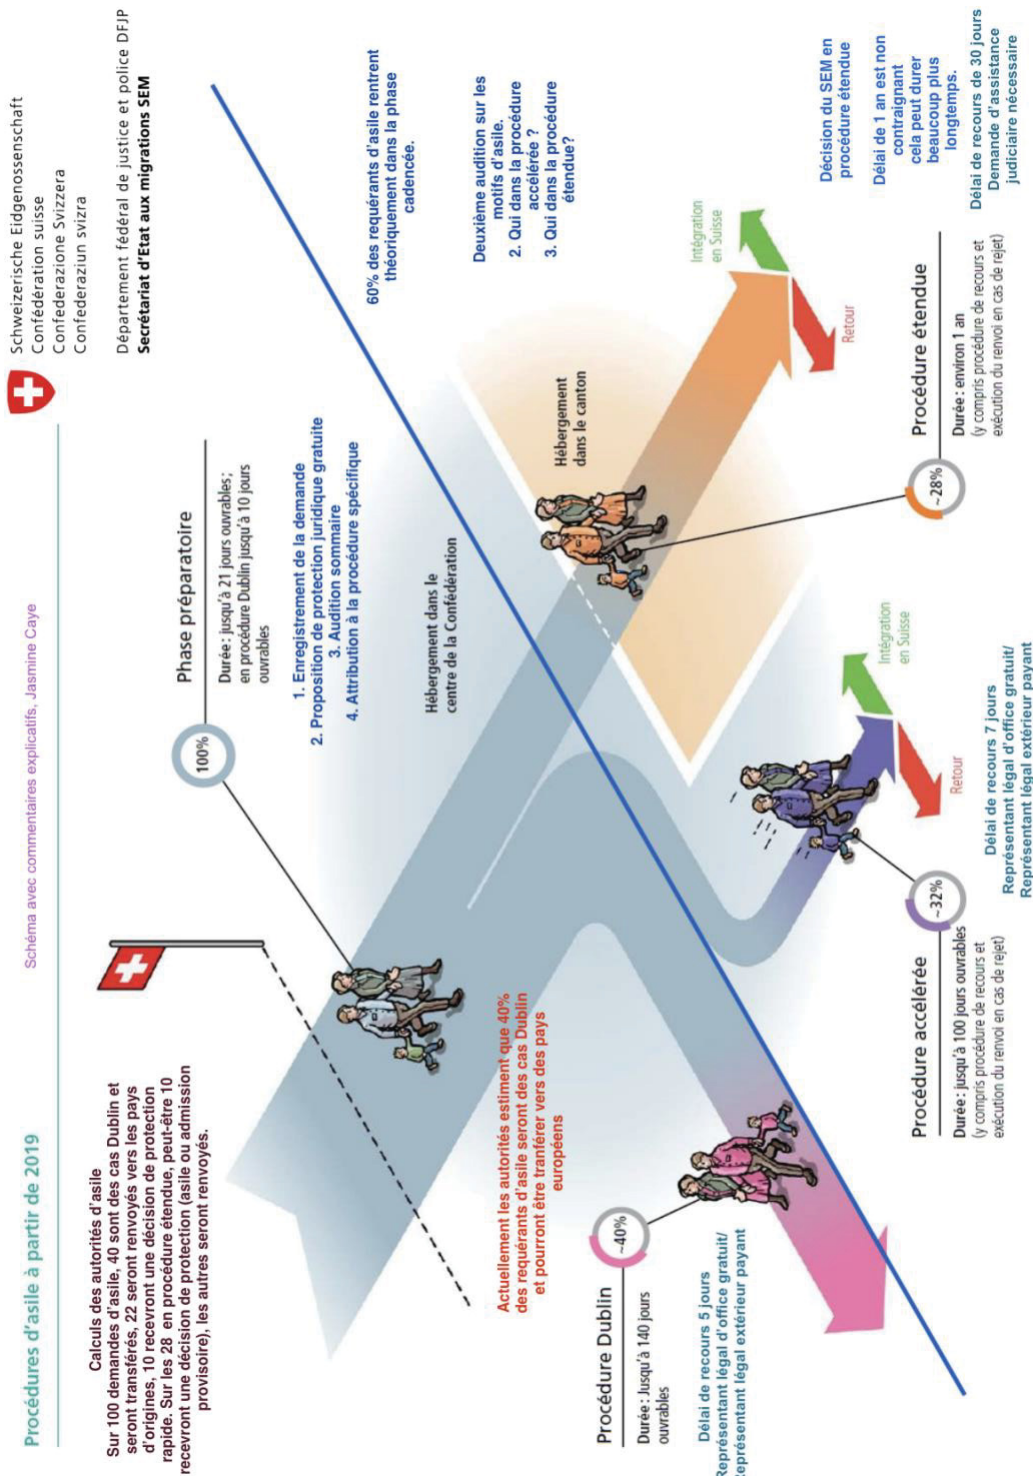 Procédures d'asile à partir de 2019
Schéma avec commentaires explicatifs, Jasmine Caye
Schweizerische Eidgenossenschaft
Confédération suisse
Confederazione Svizzera
Confederaziun svizra
Département fédéral de justice et police DFJP
Secrétariat d'Etat aux migrations SEM
Calculs des autorités d'asile
Sur 100 demandes d'asile, 40 sont des cas Dublin et
seront transférés, 22 seront renvoyés vers les pays
d'origines, 10 recevront une décision de protection
rapide. Sur les 28 en procédure étendue, peut-être 10
recevront une décision de protection (asile ou admission
provisoire), les autres seront renvoyés.
100%
Phase préparatoire
Durée : jusqu'à 21 jours ouvrables;
en procédure Dublin jusqu'à 10 jours
ouvrables
1. Enregistrement de la demande
2. Proposition de protection juridique gratuite
3. Audition sommaire
4. Attribution à la procédure spécifique
60% des requérants d'asile rentrent
théoriquement dans la phase
cadencée.
Hébergement dans le
centre de la Confédération
Hébergement
dans le canton
Deuxième audition sur les
motifs d'asile.
2. Qui dans la procédure
accélérée ?
3. Qui dans la procédure
étendue?
Actuellement les autorités estiment que 40%
des requérants d'asile seront des cas Dublin
et pourront être tranférer vers des pays
européens
~40%
Procédure Dublin
Durée : Jusqu'à 140 jours
ouvrables
Délai de recours 5 jours
Représentant légal d'office gratuit/
Représentant légal extérieur payant
Intégration
en Suisse
Retour
~32%
Procédure accélérée
Durée : jusqu'à 100 jours ouvrables
(y compris procédure de recours et
exécution du renvoi en cas de rejet)
Délai de recours 7 jours
Représentant légal d'office gratuit/
Représentant légal extérieur payant
Intégration
en Suisse
Retour
~28%
Procédure étendue
Durée : environ 1 an
(y compris procédure de recours et
exécution du renvoi en cas de rejet)
Décision du SEM en
procédure étendue
Délai de 1 an est non
contraignant
cela peut durer
beaucoup plus
longtemps.
Délai de recours de 30 jours
Demande d'assistance
judiciaire nécessaire